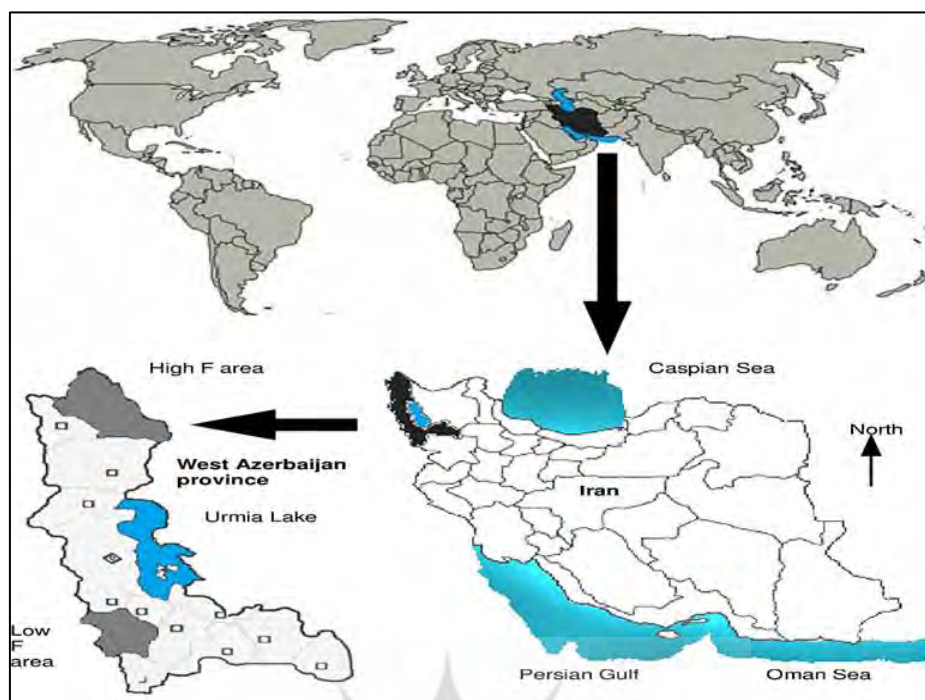 High F area
Caspian Sea
North
West Azerbaijan
province
Iran
Urmia Lake
Low
F
area
Persian Gulf
Oman Sea